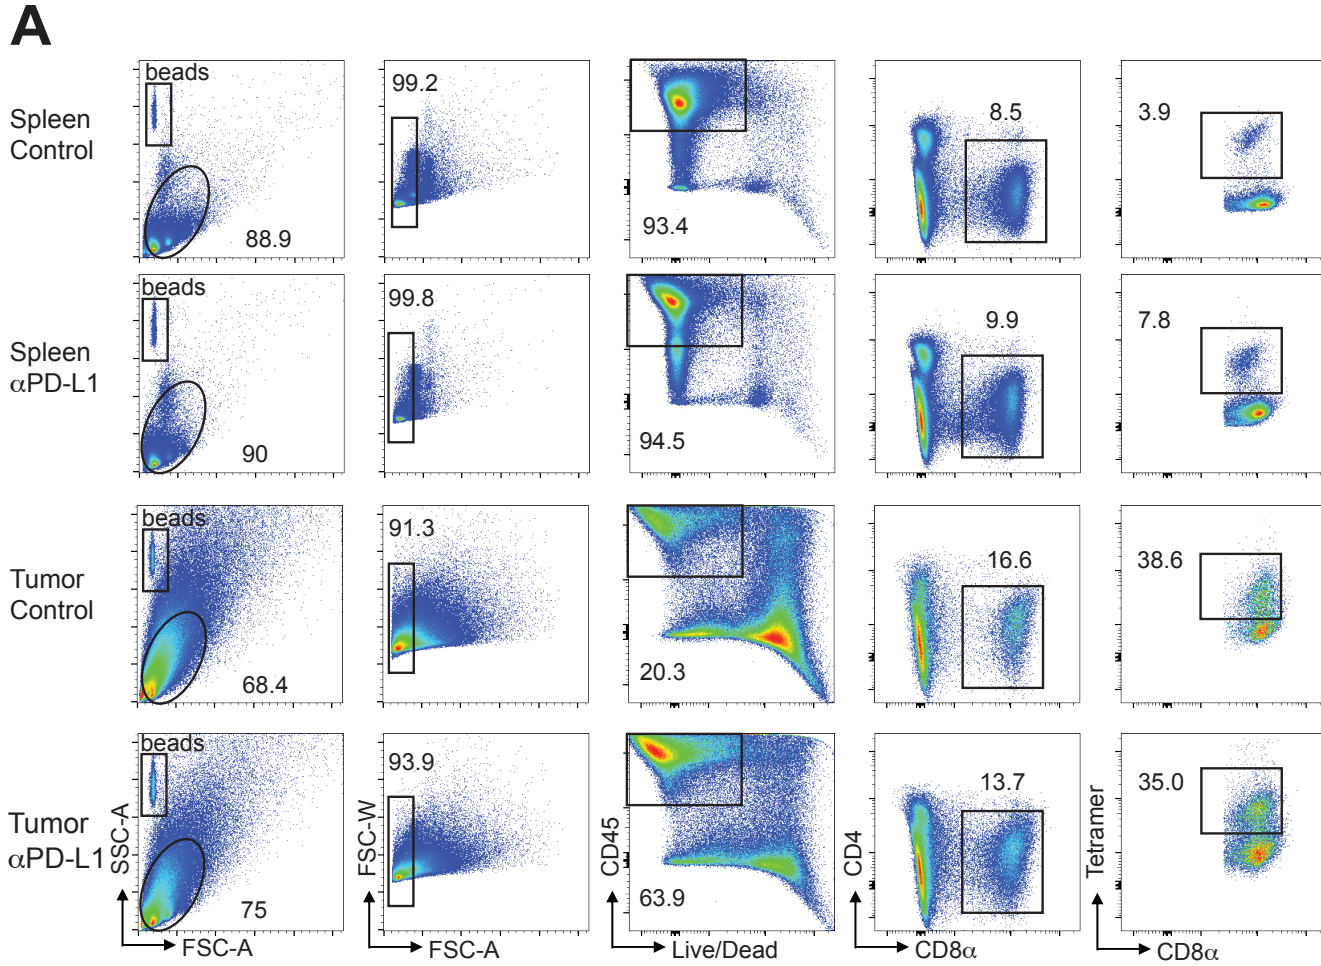 A
Spleen
Control
beads
88.9
99.2
93.4
8.5
3.9
Spleen
αPD-L1
beads
90
99.8
94.5
9.9
7.8
Tumor
Control
beads
68.4
91.3
20.3
16.6
38.6
Tumor
αPD-L1
beads
75
93.9
63.9
13.7
35.0
SSC-A
FSC-A
FSC-W
FSC-A
CD45
Live/Dead
CD4
CD8α
Tetramer
CD8α